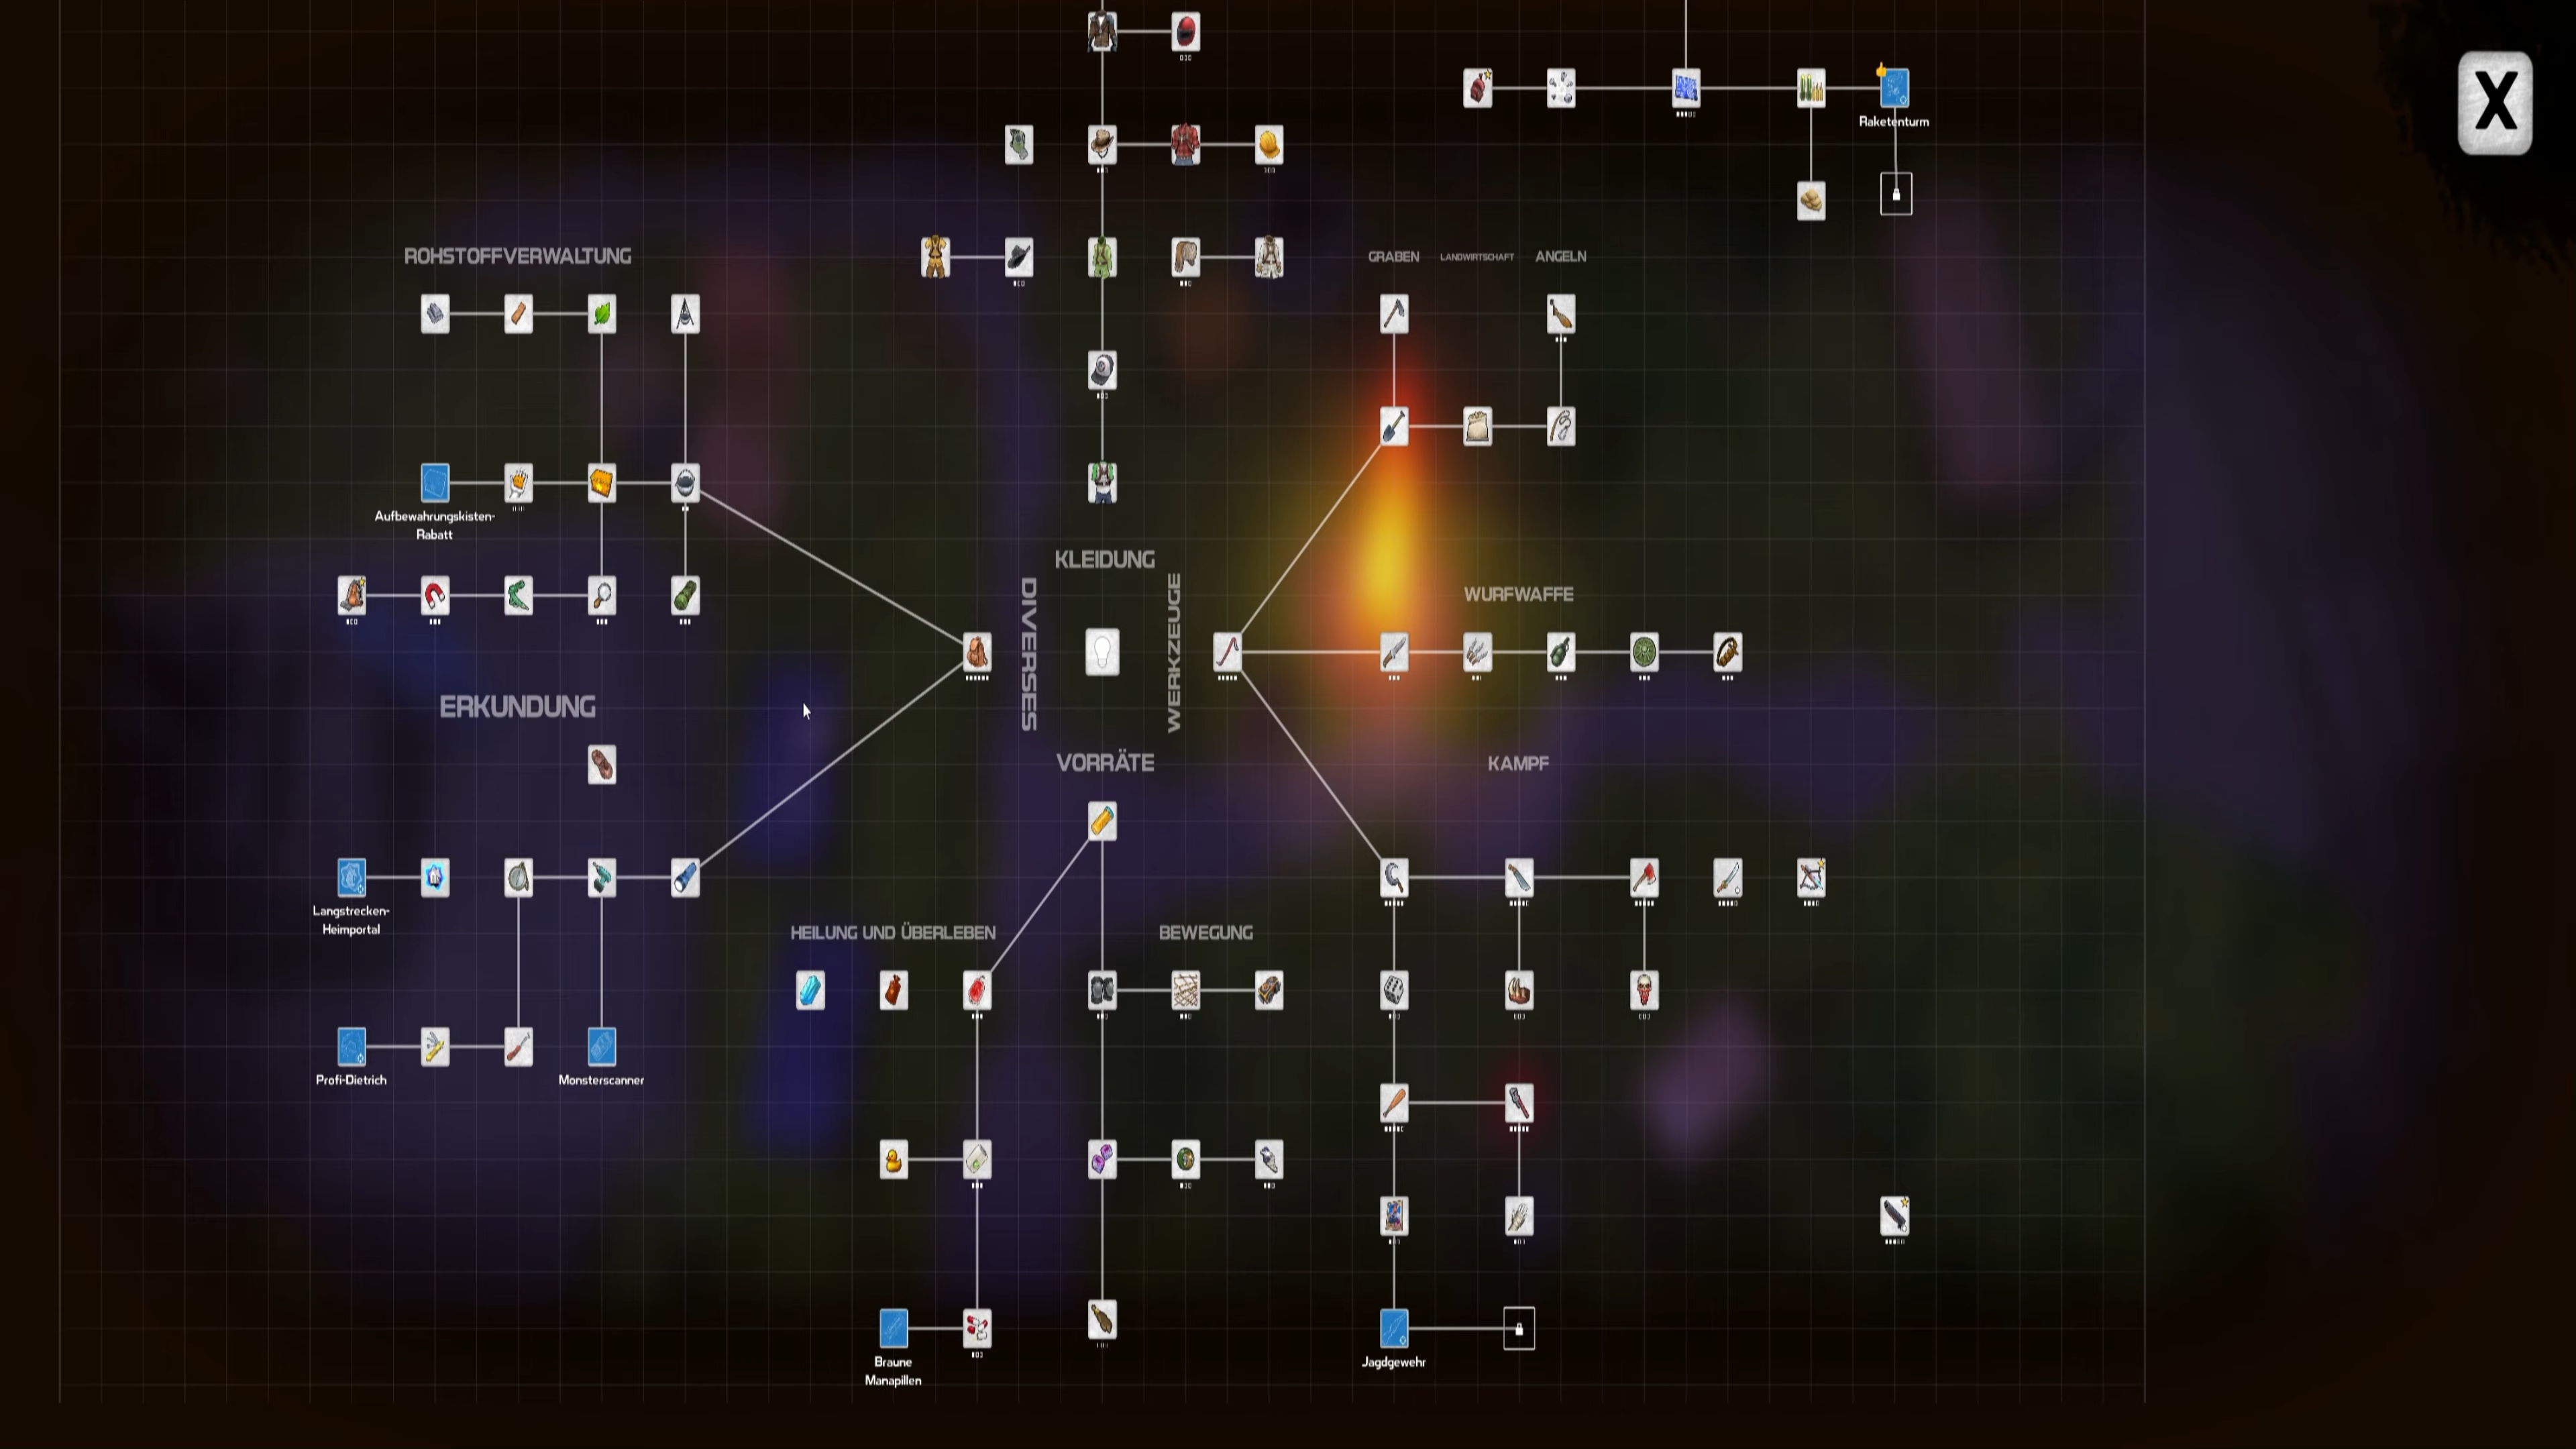 X
Raketenturm
ROHSTOFFVERWALTUNG
GRABEN
LANDWIRTSCHAFT
ANGELN
Aufbewahrungskisten-
Rabatt
KLEIDUNG
DIVERSES
WERKZEUGE
WURFWAFFE
ERKUNDUNG
VORRÄTE
KAMPF
Langstrecken-
Heimportal
HEILUNG UND ÜBERLEBEN
BEWEGUNG
Profi-Dietrich
Monsterscanner
Braune
Manapillen
Jagdgewehr